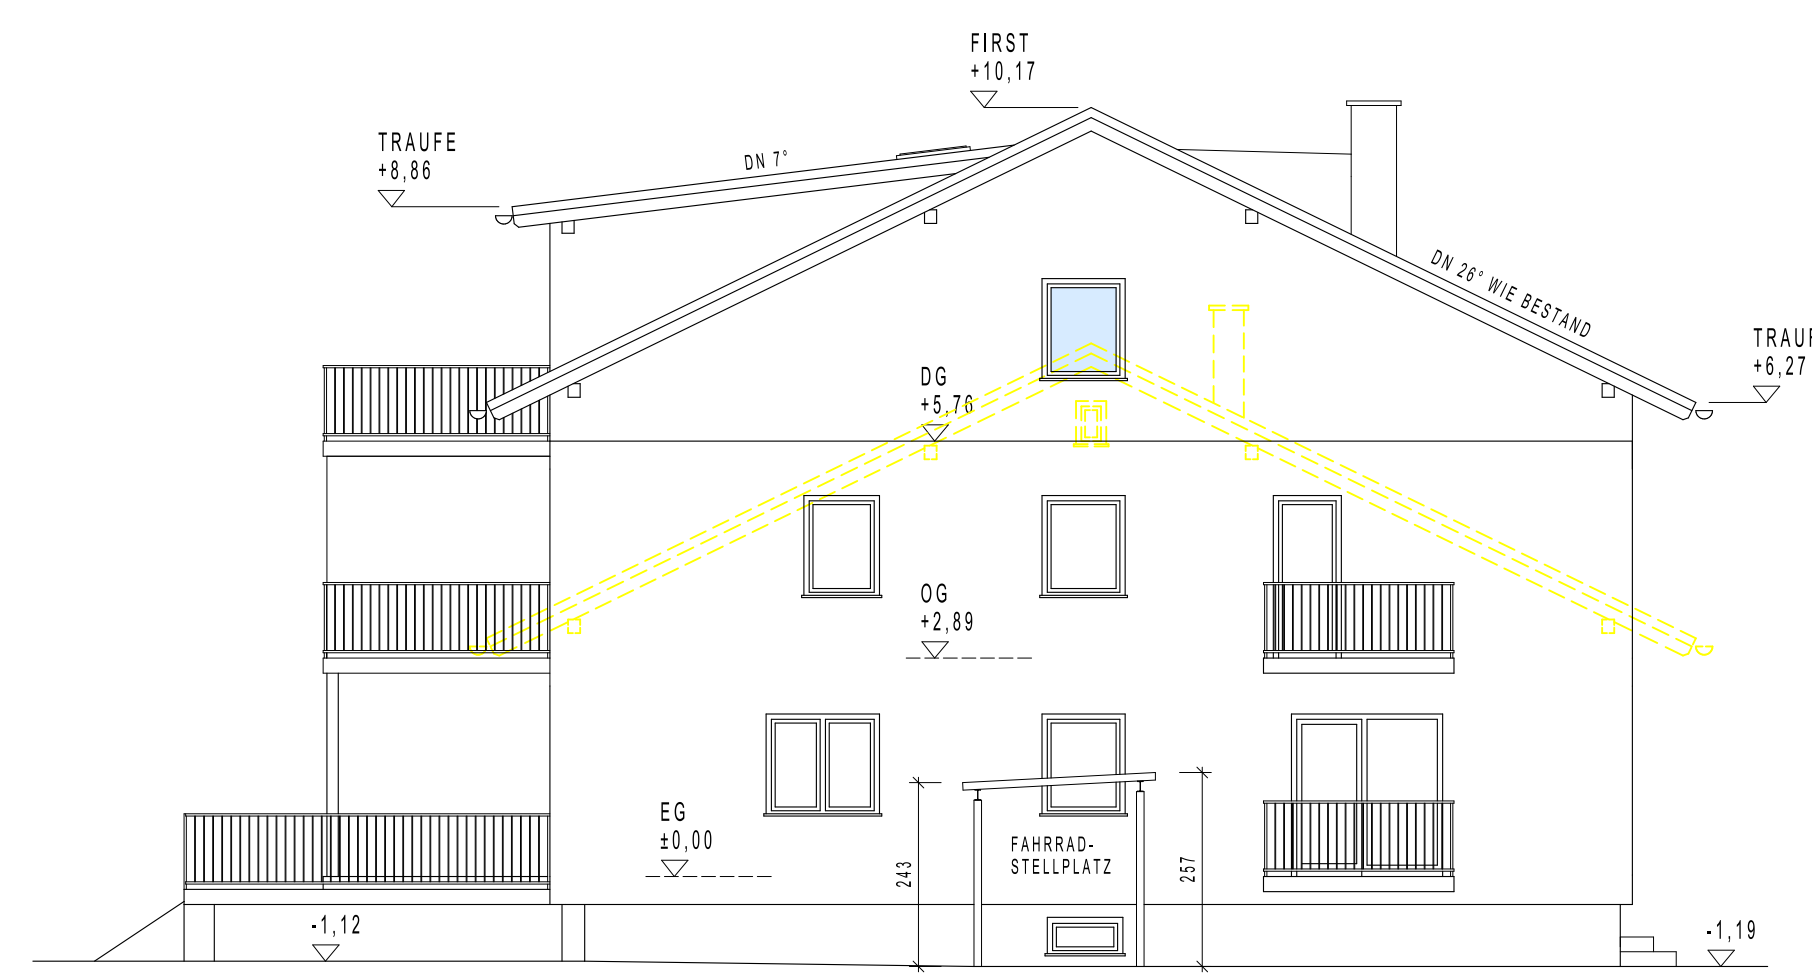 FIRST
+10,17
TRAUFE
+8,86
DN 7°
DN 26° WIE BESTAND
TRAUF
+6,27
DG
+5,76
OG
+2,89
EG
±0,00
FAHRRAD-
STELLPLATZ
243
257
-1,12
-1,19